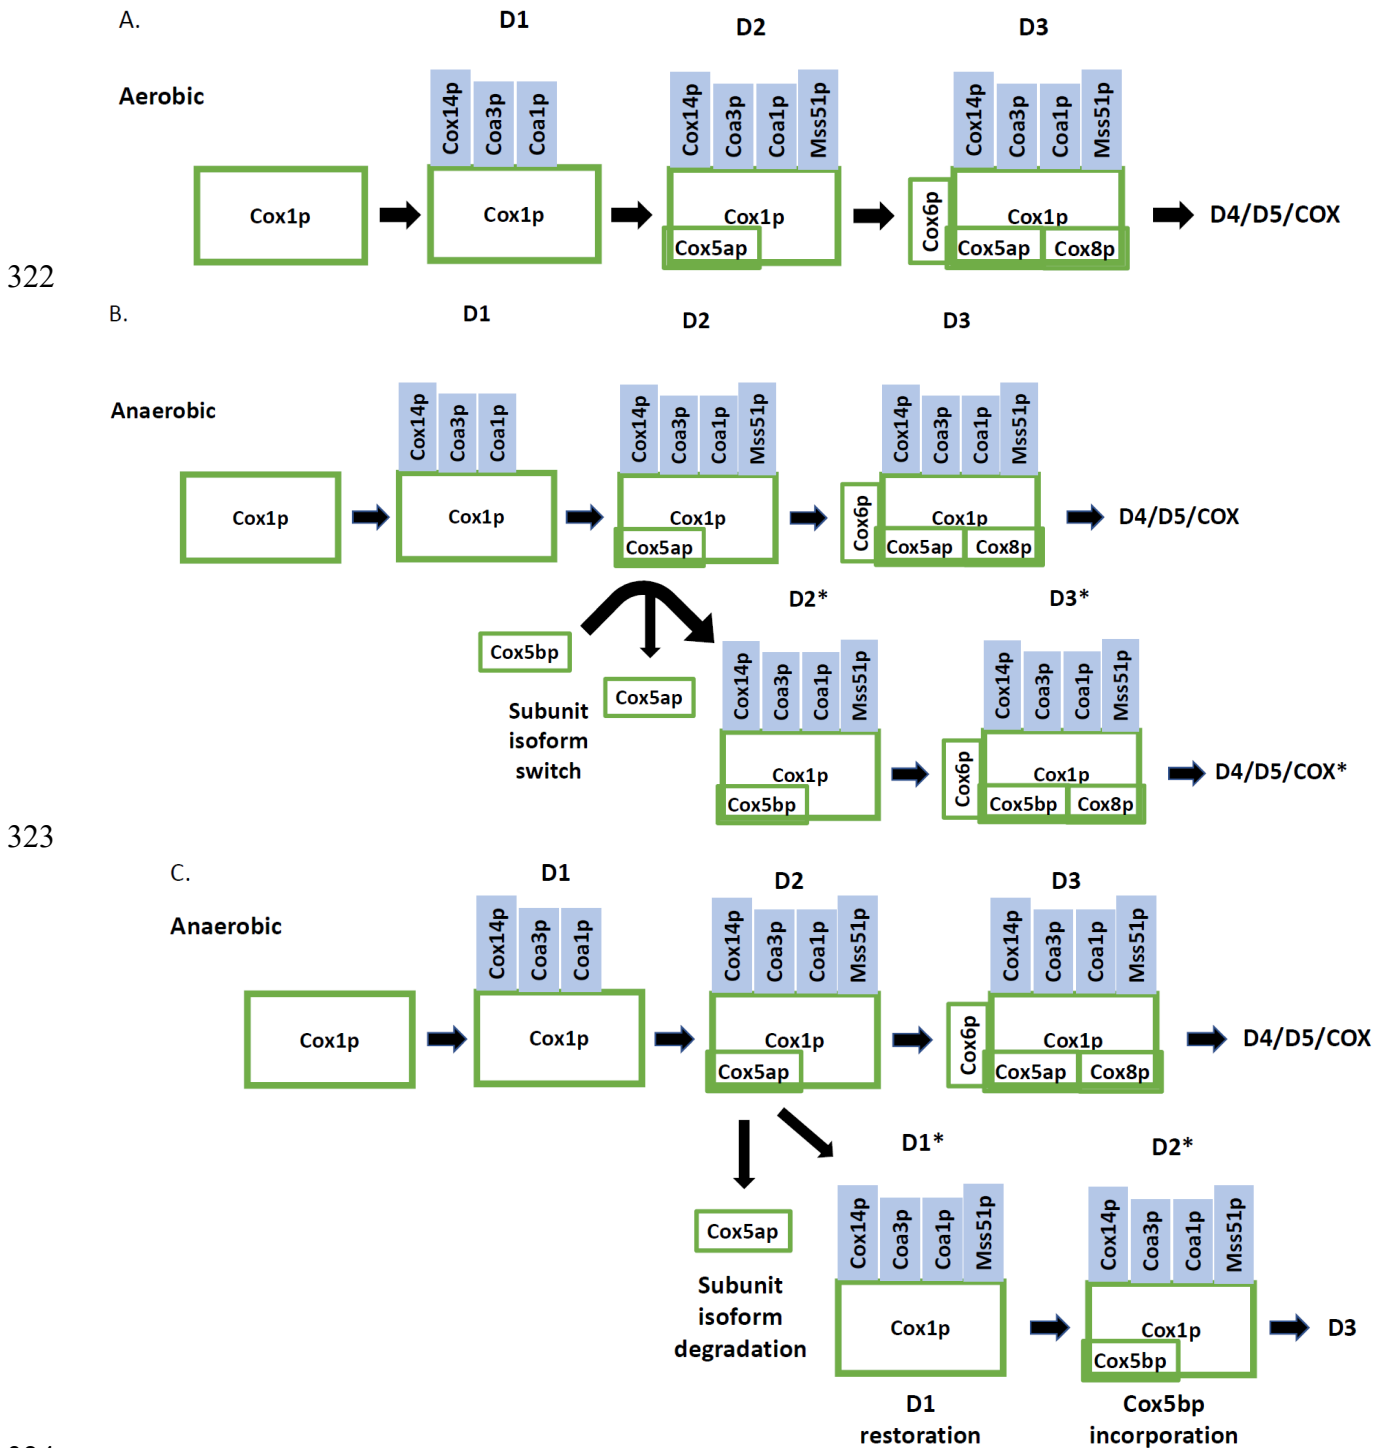 A.
D1
D2
D3
Aerobic
Cox14p
Coa3p
Coa1p
Cox14p
Coa3p
Coa1p
Mss51p
Cox14p
Coa3p
Coa1p
Mss51p
Cox1p
Cox1p
Cox1p
Cox5ap
Cox6p
Cox1p
Cox5ap
Cox8p
D4/D5/COX
322
B.
D1
D2
D3
Anaerobic
Cox14p
Coa3p
Coa1p
Cox14p
Coa3p
Coa1p
Mss51p
Cox14p
Coa3p
Coa1p
Mss51p
Cox1p
Cox1p
Cox1p
Cox5ap
Cox6p
Cox1p
Cox5ap
Cox8p
D4/D5/COX
D2*
D3*
Cox5bp
Cox5ap
Subunit
isoform
switch
Cox14p
Coa3p
Coa1p
Mss51p
Cox14p
Coa3p
Coa1p
Mss51p
Cox1p
Cox5bp
Cox6p
Cox1p
Cox5bp
Cox8p
D4/D5/COX*
323
C.
D1
D2
D3
Anaerobic
Cox14p
Coa3p
Coa1p
Cox14p
Coa3p
Coa1p
Mss51p
Cox14p
Coa3p
Coa1p
Mss51p
Cox1p
Cox1p
Cox1p
Cox5ap
Cox6p
Cox1p
Cox5ap
Cox8p
D4/D5/COX
D1*
D2*
Cox5ap
Subunit
isoform
degradation
Cox14p
Coa3p
Coa1p
Mss51p
Cox14p
Coa3p
Coa1p
Mss51p
Cox1p
Cox1p
Cox5bp
D3
D1
restoration
Cox5bp
incorporation